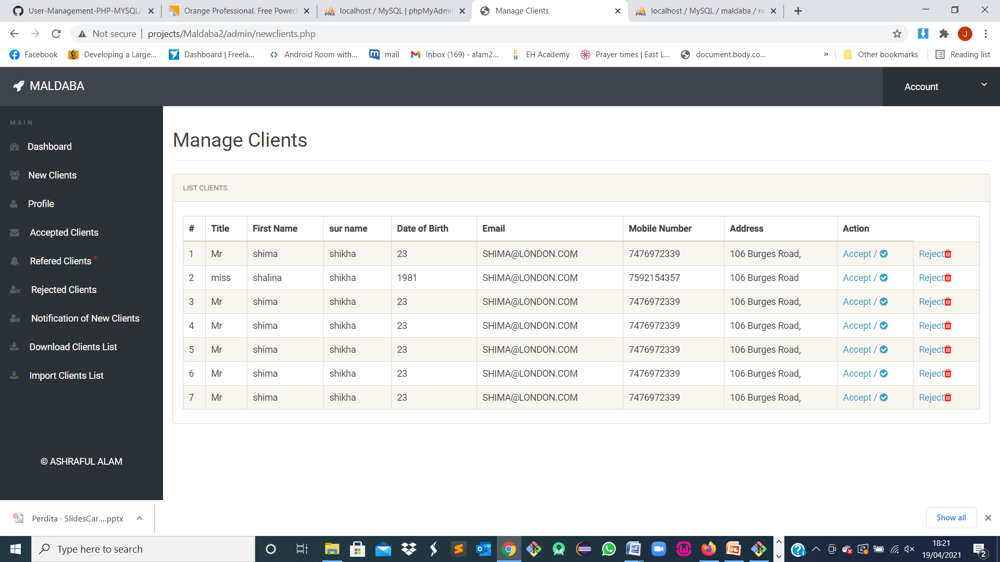 User-Management-PHP-MYSQL/
Orange Professional. Free PowerP
localhost / MySQL | phpMyAdmin
Manage Clients
localhost / MySQL / maldaba / ne
Not secure
projects/Maldaba2/admin/newclients.php
J
Facebook
Developing a Large...
Dashboard | Freela...
Android Room with...
mail
Inbox (169) - alam2...
EH Academy
Prayer times | East L...
document.body.co...
»
Other bookmarks
Reading list
MALDABA
Account
MAIN
Dashboard
New Clients
Profile
Accepted Clients
Refered Clients *
Rejected Clients
Notification of New Clients
Download Clients List
Import Clients List
© ASHRAFUL ALAM
Manage Clients
LIST CLIENTS
# Title First Name sur name Date of Birth Email Mobile Number Address Action
1 Mr shima shikha 23 SHIMA@LONDON.COM 7476972339 106 Burges Road, Accept / Reject
2 miss shalina shikha 1981 SHIMA@LONDON.COM 7592154357 106 Burges Road Accept / Reject
3 Mr shima shikha 23 SHIMA@LONDON.COM 7476972339 106 Burges Road, Accept / Reject
4 Mr shima shikha 23 SHIMA@LONDON.COM 7476972339 106 Burges Road, Accept / Reject
5 Mr shima shikha 23 SHIMA@LONDON.COM 7476972339 106 Burges Road, Accept / Reject
6 Mr shima shikha 23 SHIMA@LONDON.COM 7476972339 106 Burges Road, Accept / Reject
7 Mr shima shikha 23 SHIMA@LONDON.COM 7476972339 106 Burges Road, Accept / Reject
Perdita · SlidesCar....pptx
Show all
Type here to search
18:21
19/04/2021
2